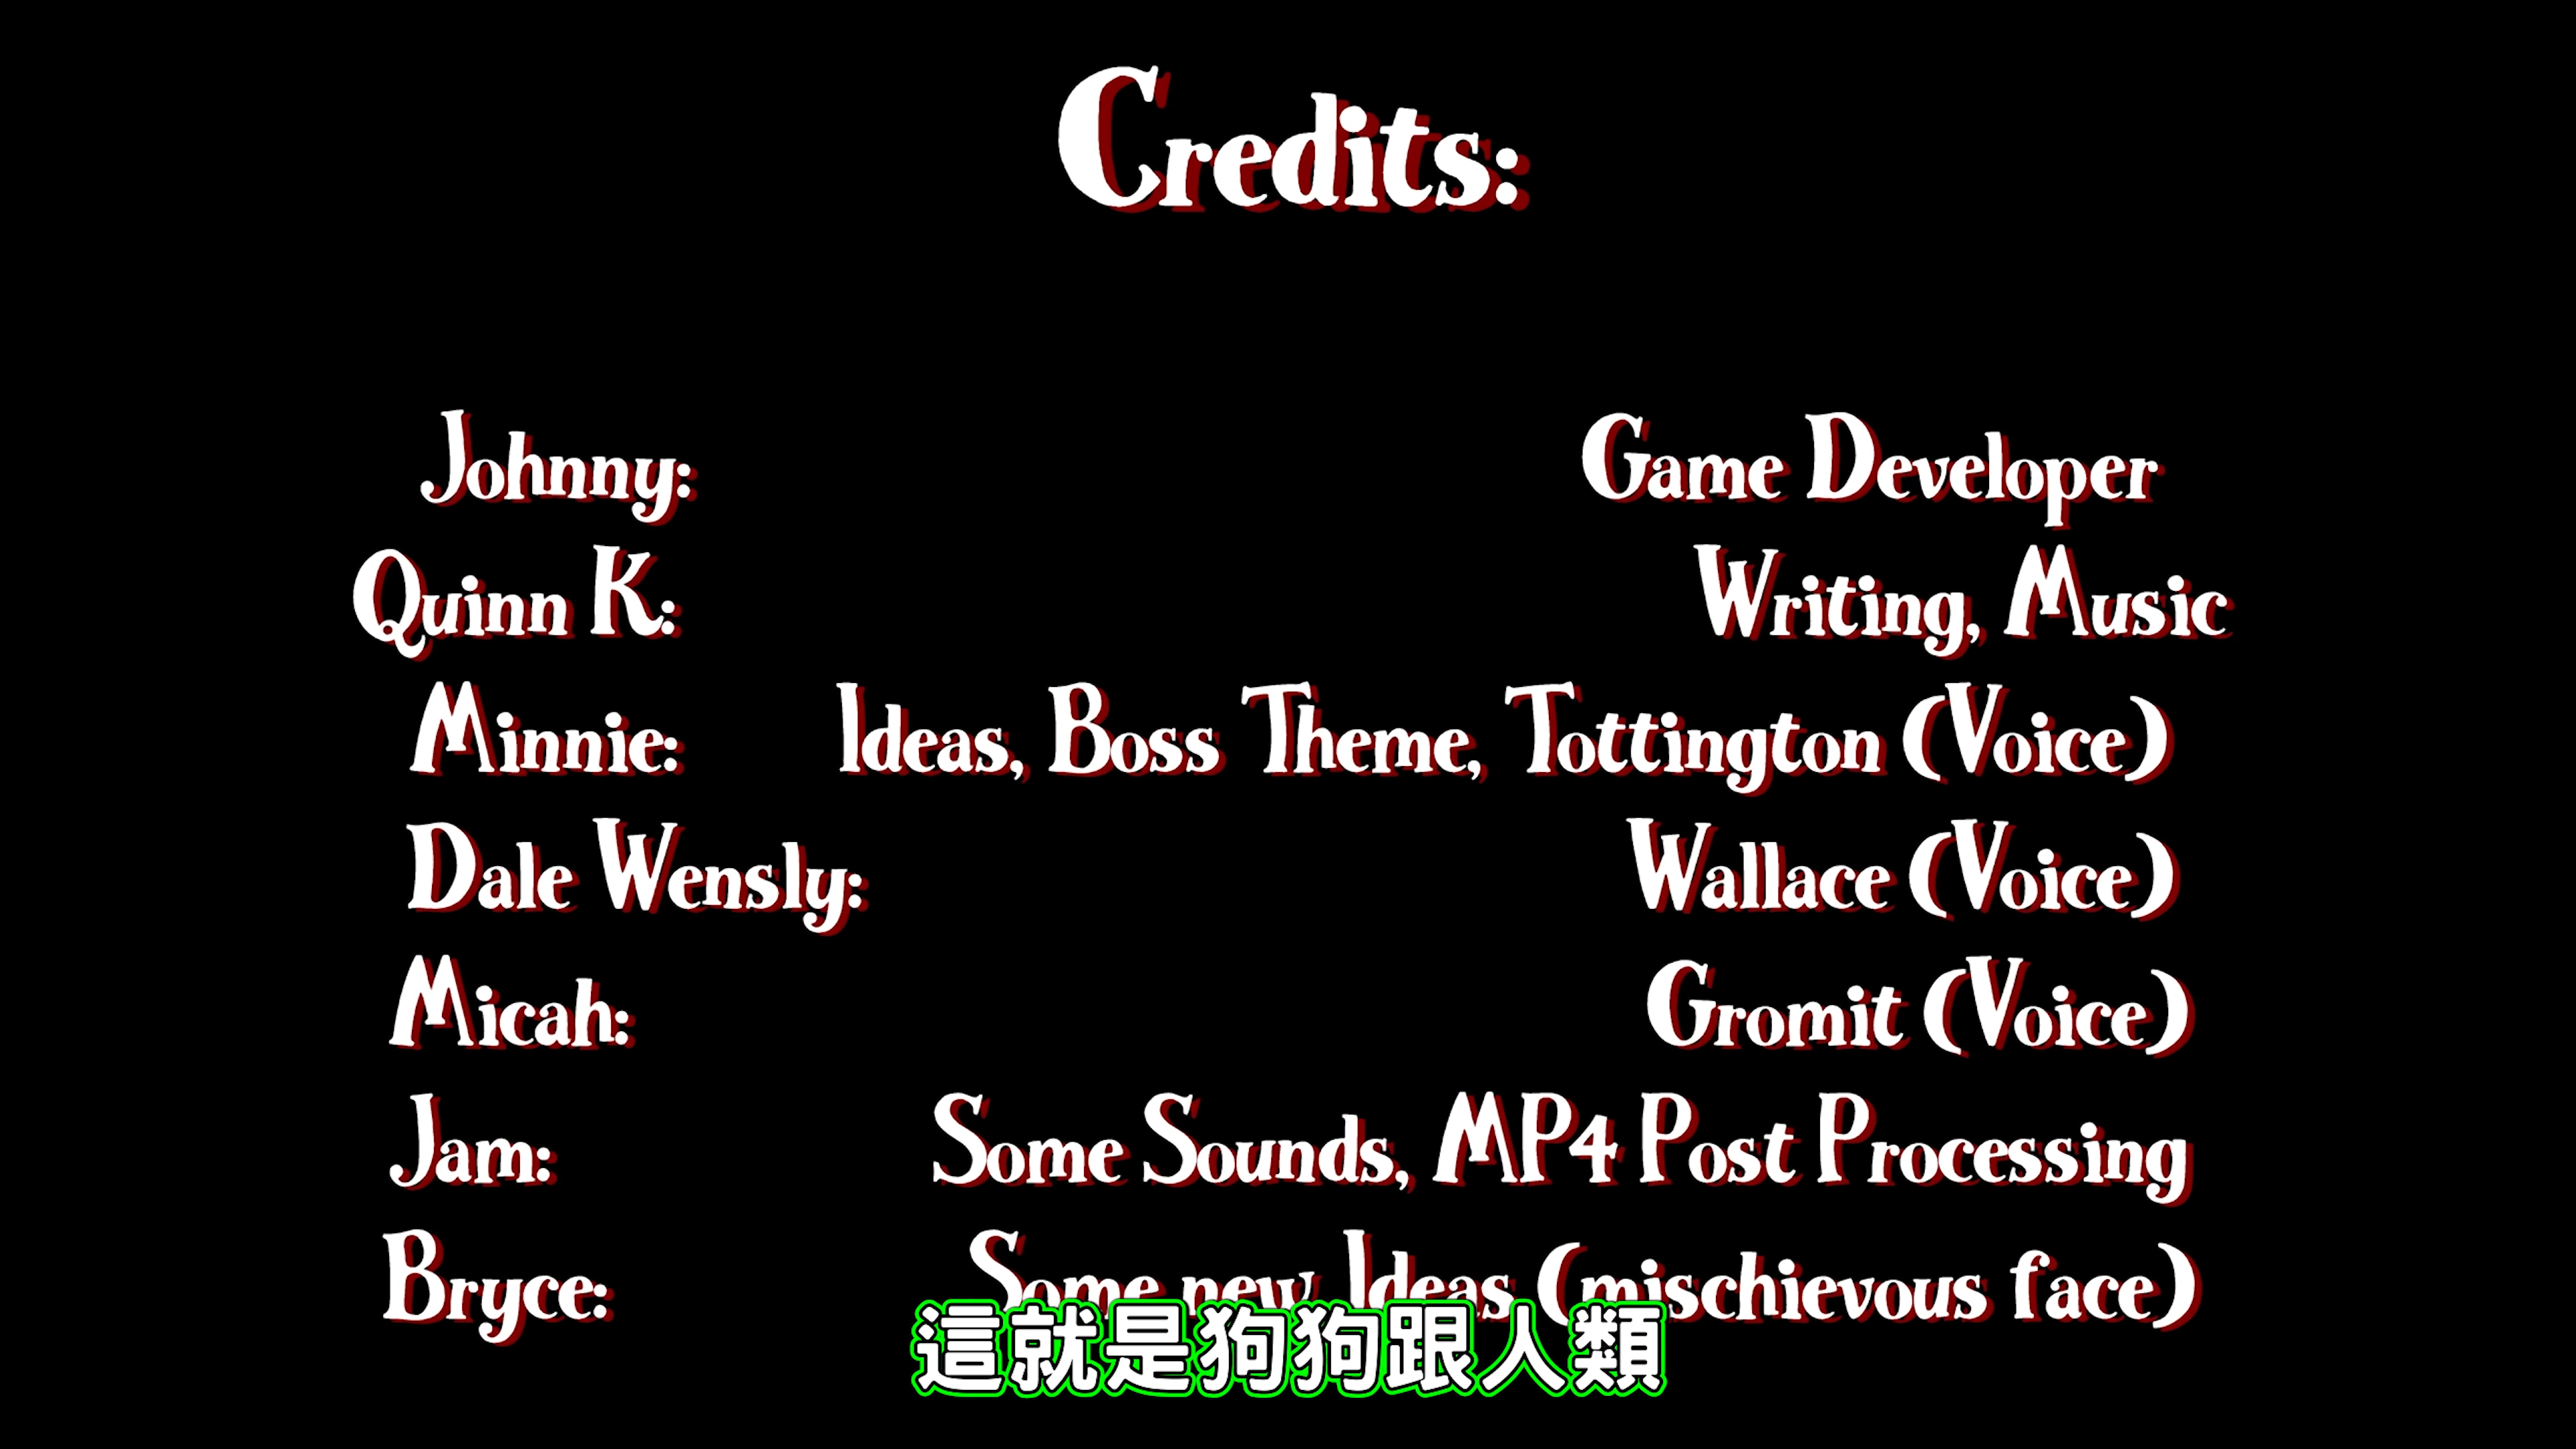 Credits:
Johnny: Game Developer
Quinn K: Writing, Music
Minnie: Ideas, Boss Theme, Tottington (Voice)
Dale Wensly: Wallace (Voice)
Micah: Gromit (Voice)
Jam: Some Sounds, MP4 Post Processing
Bryce: Some new Ideas (mischievous face)
這就是狗狗跟人類